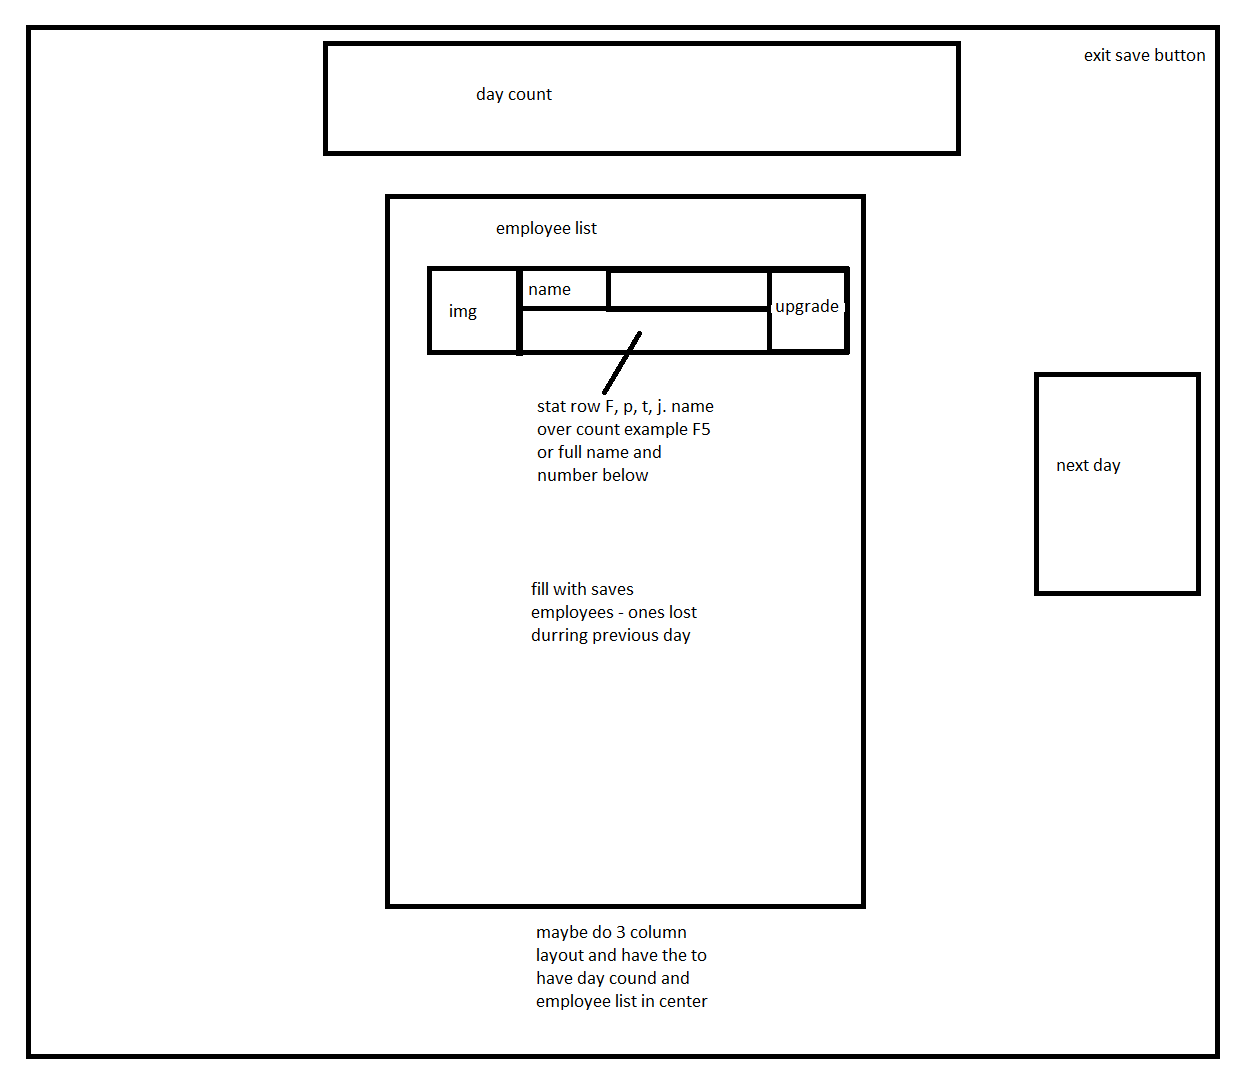 exit save button
day count
employee list
img
name
upgrade
stat row F, p, t, j. name
over count example F5
or full name and
number below
next day
fill with saves
employees - ones lost
durring previous day
maybe do 3 column
layout and have the to
have day cound and
employee list in center